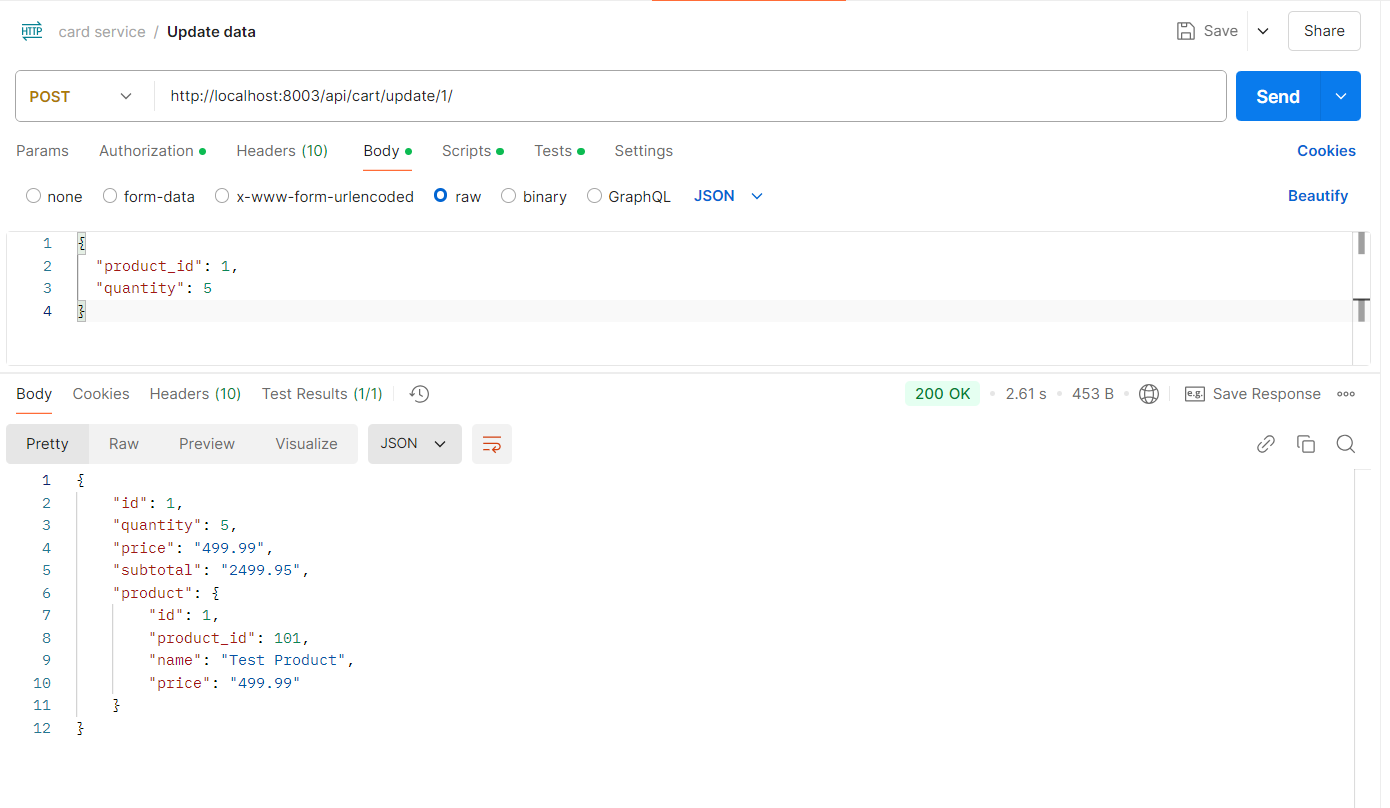 HTTP card service / Update data Save Share
POST http://localhost:8003/api/cart/update/1/ Send
Params Authorization Headers (10) Body Scripts Tests Settings Cookies
none form-data x-www-form-urlencoded raw binary GraphQL JSON Beautify
1 {
2 "product_id": 1,
3 "quantity": 5
4 }
Body Cookies Headers (10) Test Results (1/1) 200 OK 2.61 s 453 B e.g. Save Response
Pretty Raw Preview Visualize JSON
1 {
2 "id": 1,
3 "quantity": 5,
4 "price": "499.99",
5 "subtotal": "2499.95",
6 "product": {
7 "id": 1,
8 "product_id": 101,
9 "name": "Test Product",
10 "price": "499.99"
11 }
12 }